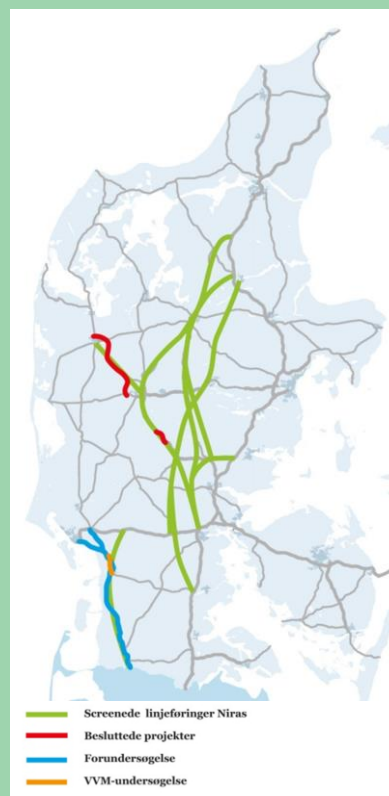 Screenede linjeføringer Niras
Besluttede projekter
Forundersøgelse
VVM-undersøgelse